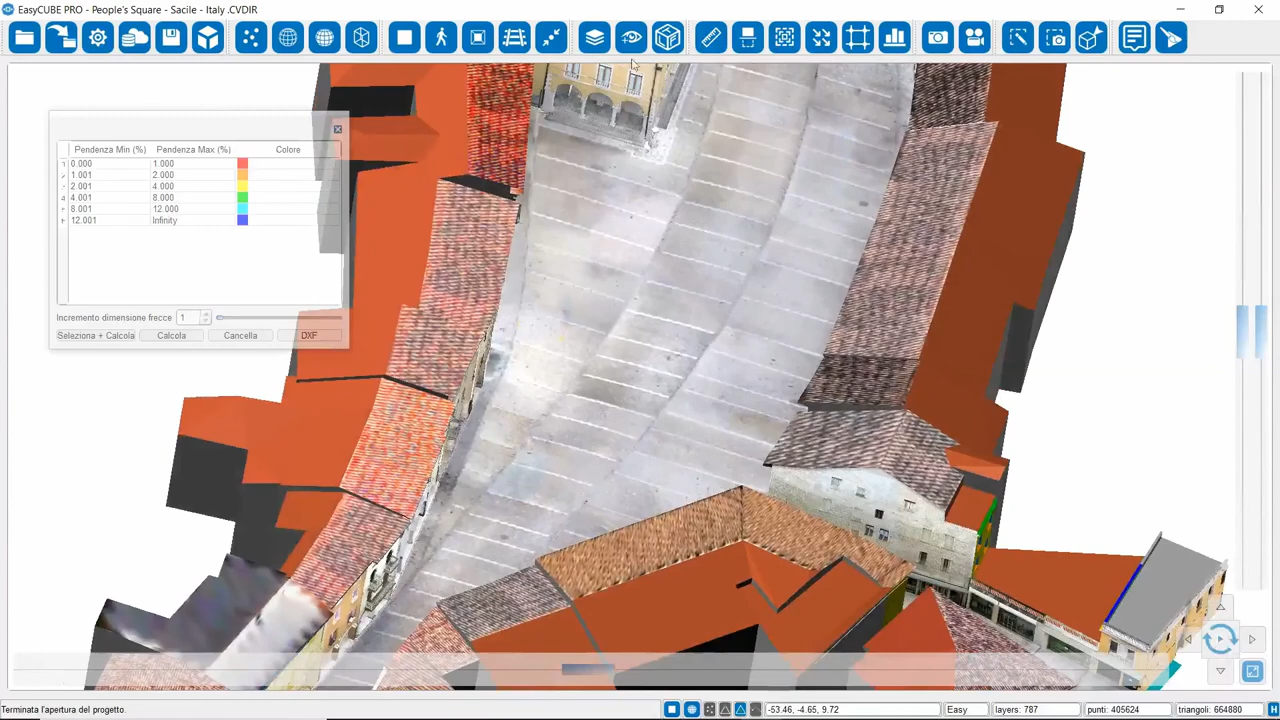 EasyCUBE PRO - People's Square - Sacile - Italy .CVDIR
Pendenza Min (%) Pendenza Max (%) Colore
1 0.000 1.000
1.001 2.000
2.001 4.000
4 4.001 8.000
8.001 12.000
12.001 Infinity
Incremento dimensione frecce 1
Seleziona + Calcola Calcola Cancella DXF
Terminata l'apertura del progetto. -53.46, -4.65, 9.72 Easy layers: 787 punti: 405624 triangoli: 664880 H